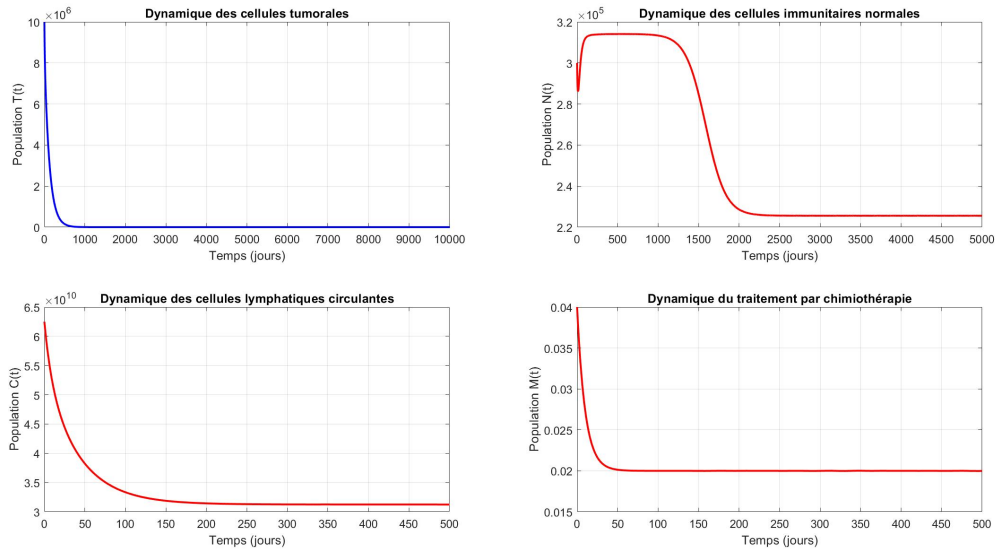 Dynamique des cellules tumorales
×10^6
10
8
6
4
2
0
Population T(t)
0 1000 2000 3000 4000 5000 6000 7000 8000 9000 10000
Temps (jours)
Dynamique des cellules immunitaires normales
×10^5
3.2
3
2.8
2.6
2.4
2.2
Population N(t)
0 500 1000 1500 2000 2500 3000 3500 4000 4500 5000
Temps (jours)
Dynamique des cellules lymphatiques circulantes
×10^10
6.5
6
5.5
5
4.5
4
3.5
3
Population C(t)
0 50 100 150 200 250 300 350 400 450 500
Temps (jours)
Dynamique du traitement par chimiothérapie
0.04
0.035
0.03
0.025
0.02
0.015
Population M(t)
0 50 100 150 200 250 300 350 400 450 500
Temps (jours)